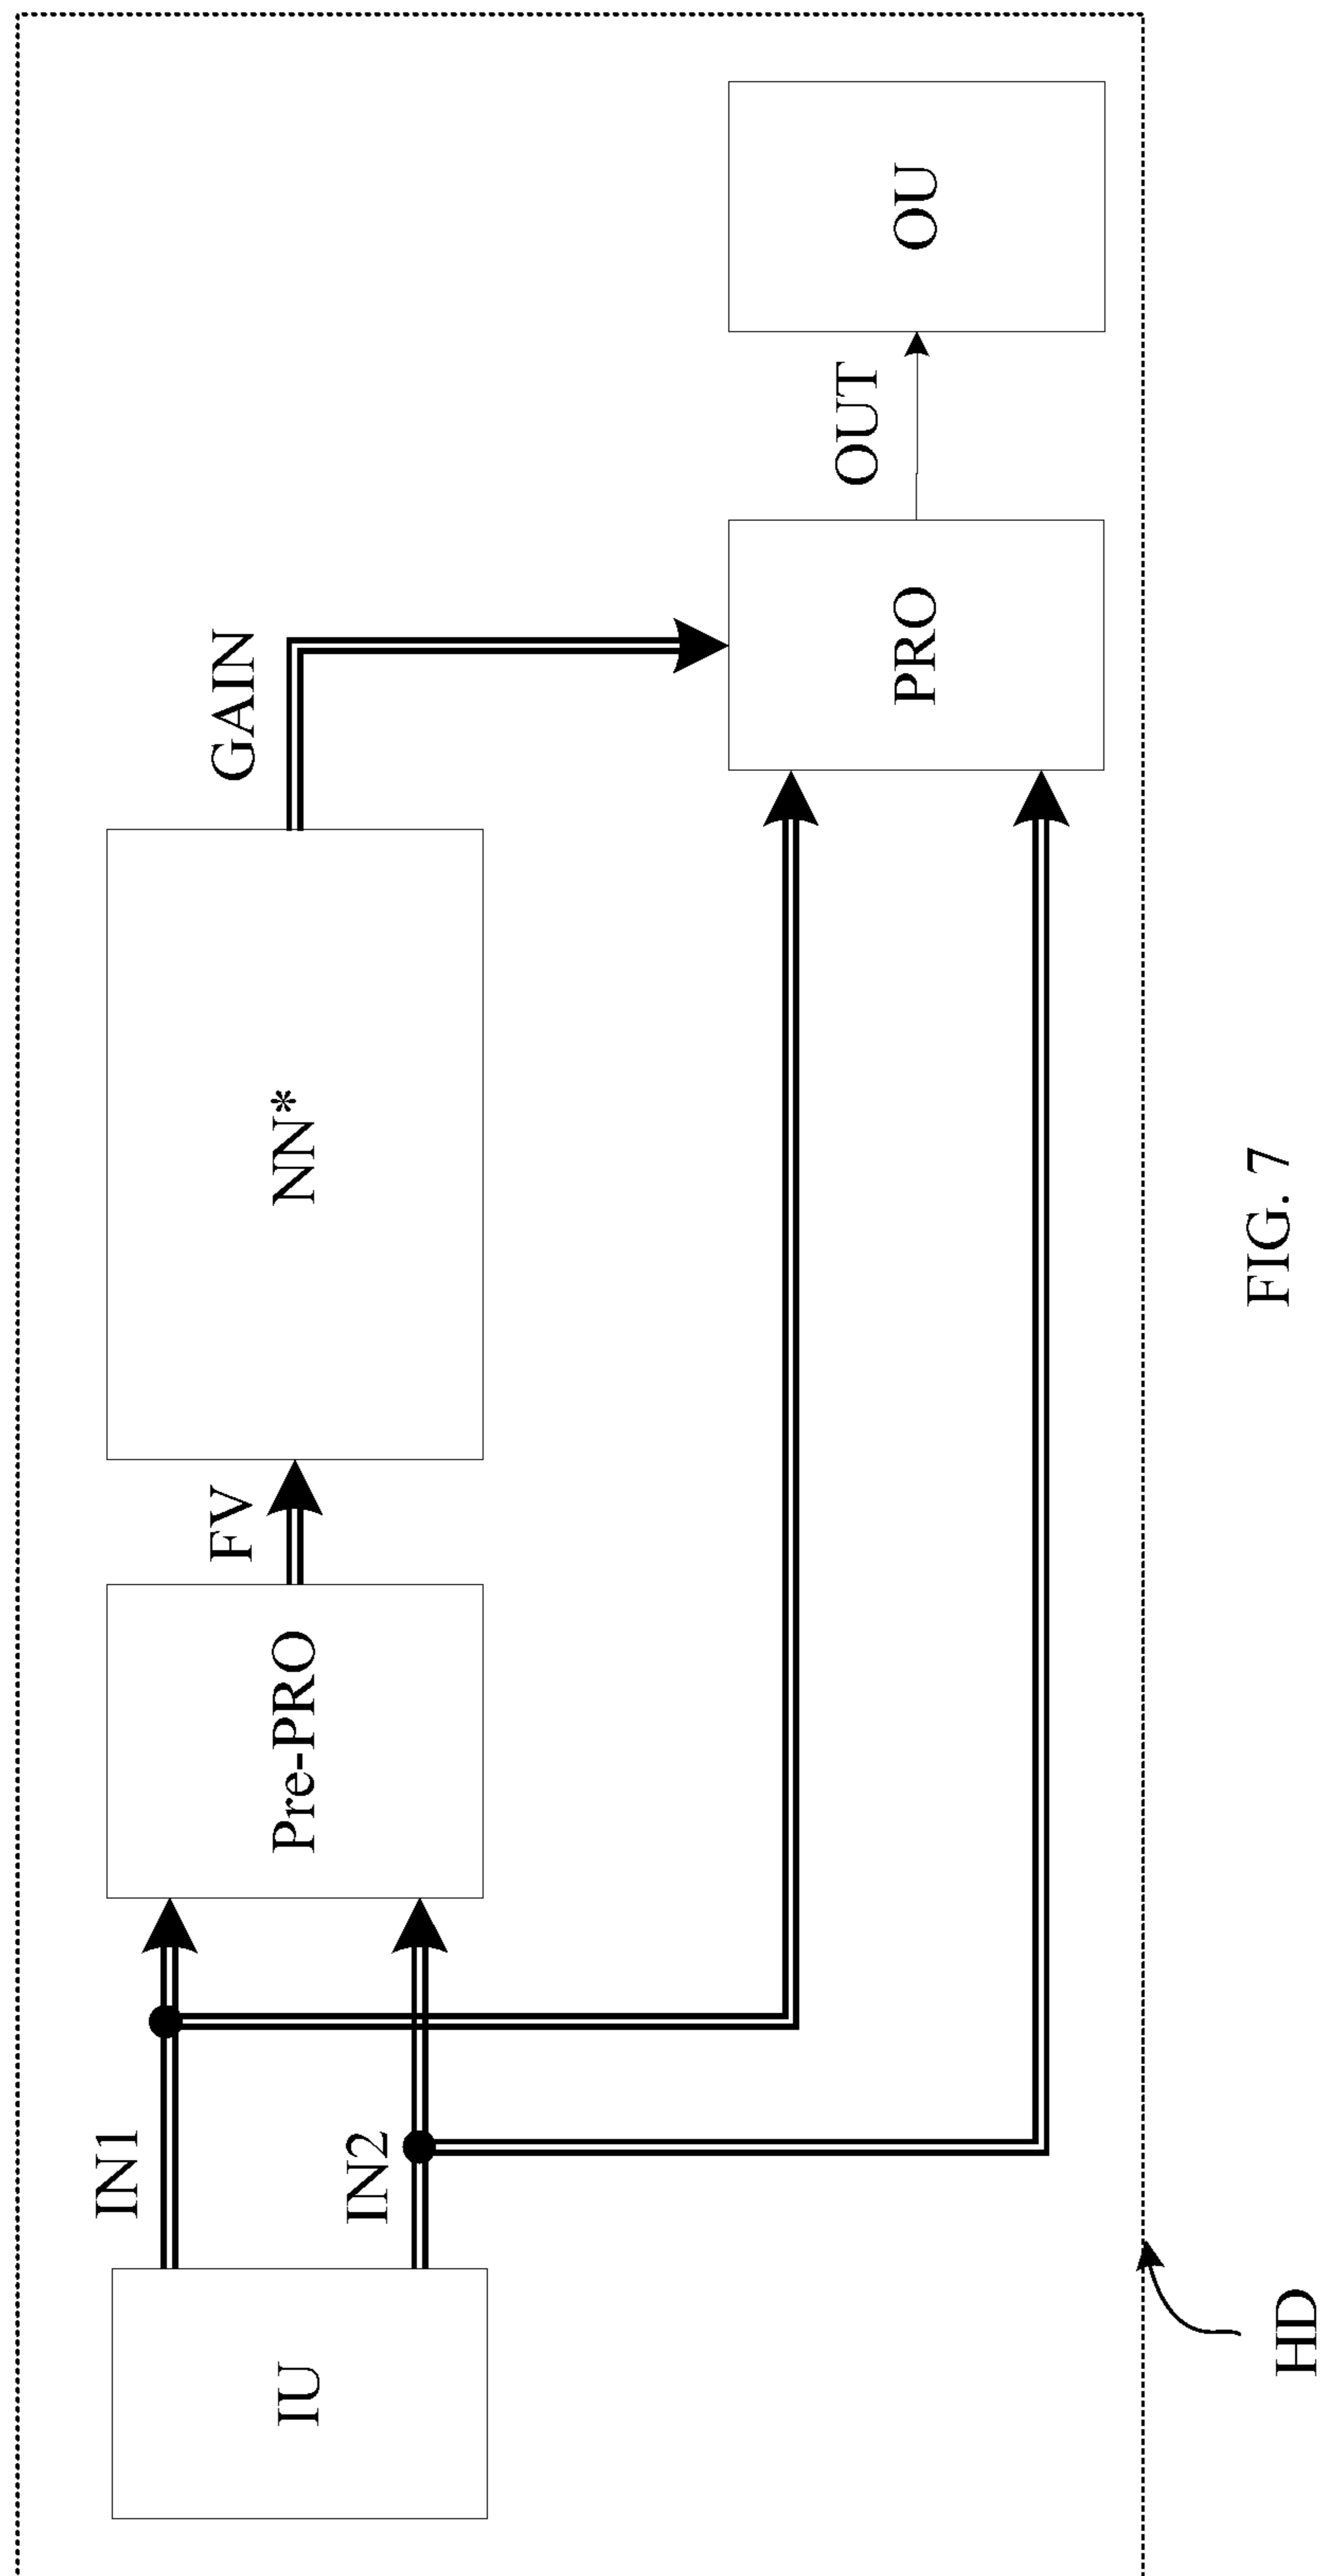 IU
IN1
IN2
Pre-PRO
FV
NN*
GAIN
PRO
OUT
OU
HD
FIG. 7